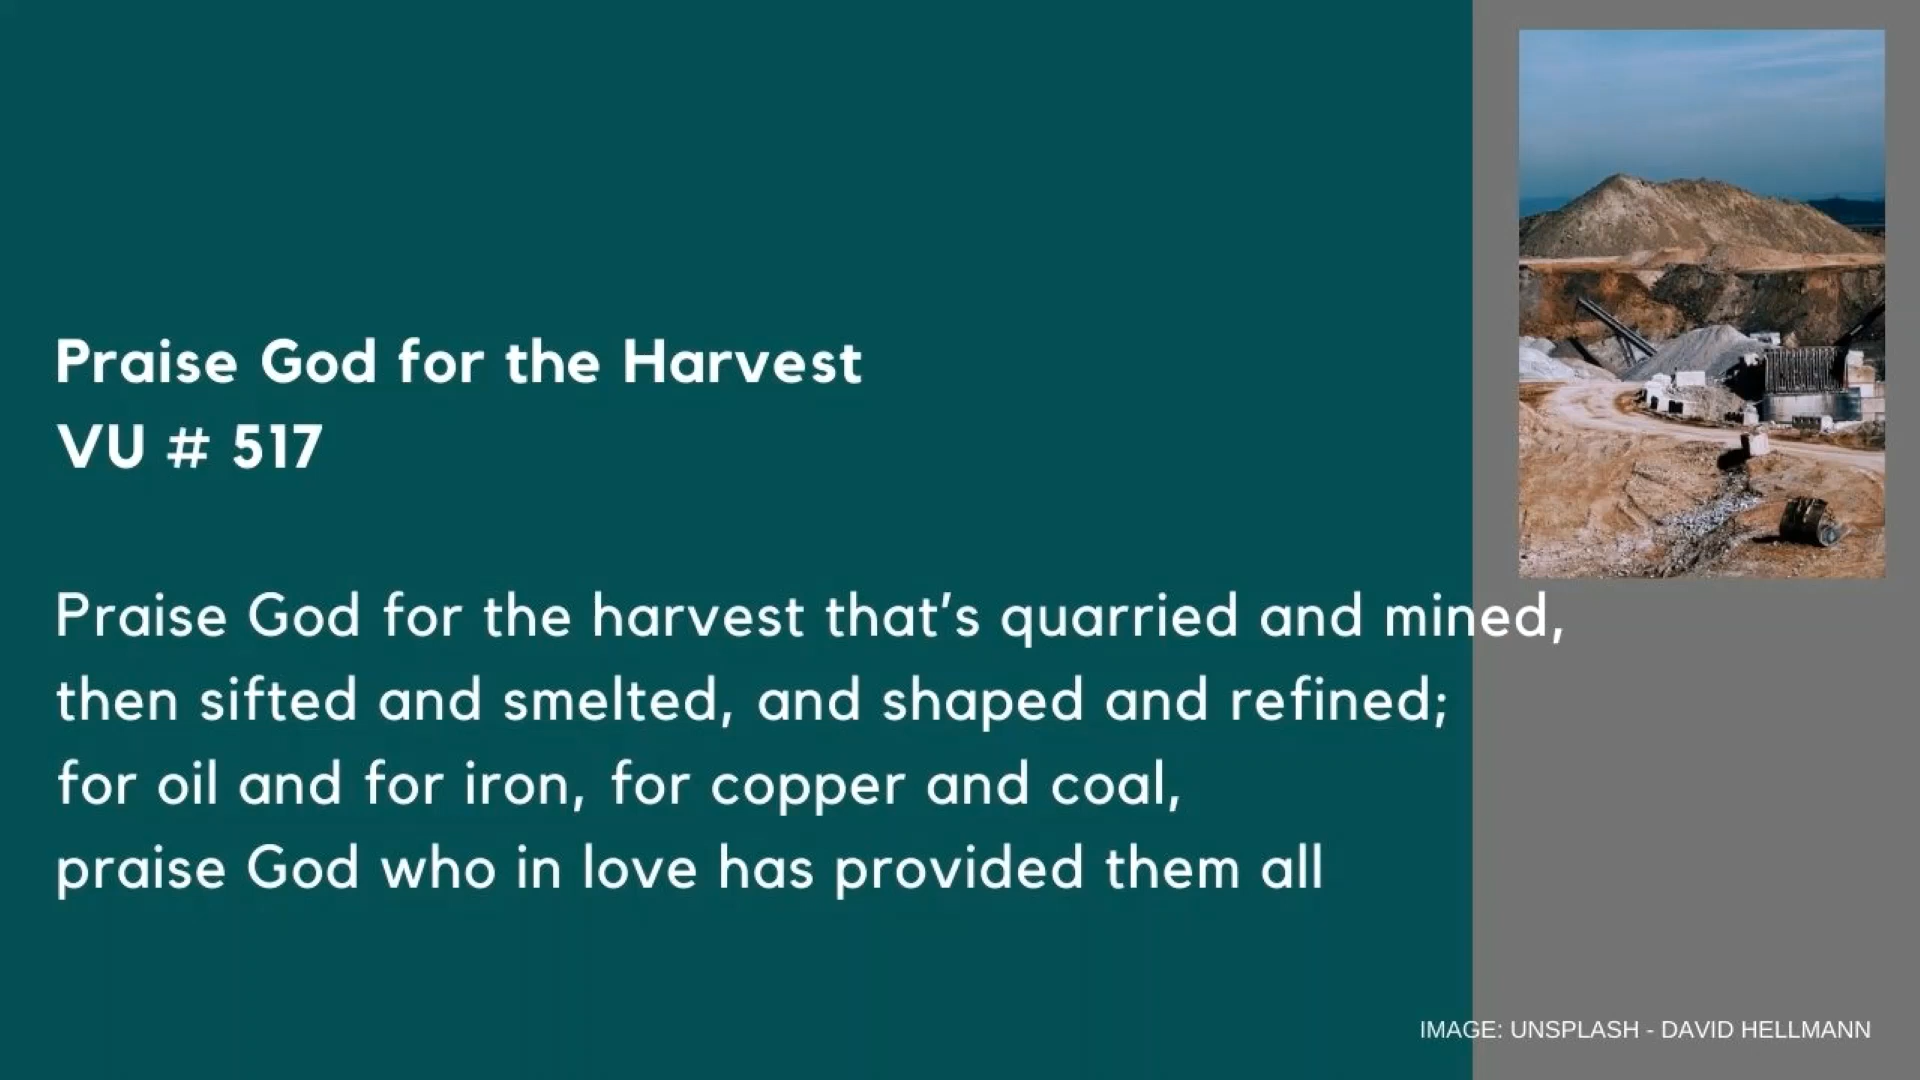 Praise God for the Harvest
VU # 517
Praise God for the harvest that’s quarried and mined,
then sifted and smelted, and shaped and refined;
for oil and for iron, for copper and coal,
praise God who in love has provided them all
IMAGE: UNSPLASH - DAVID HELLMANN